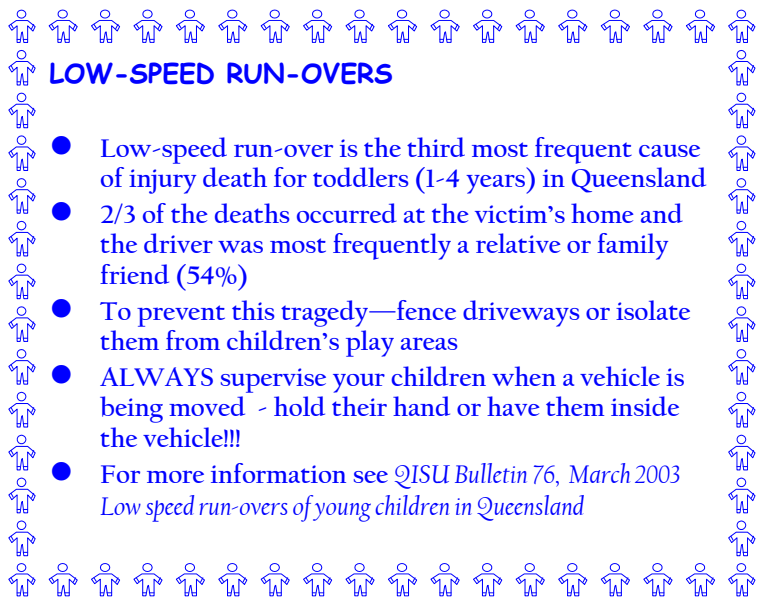 LOW-SPEED RUN-OVERS
● Low-speed run-over is the third most frequent cause
of injury death for toddlers (1-4 years) in Queensland
● 2/3 of the deaths occurred at the victim's home and
the driver was most frequently a relative or family
friend (54%)
● To prevent this tragedy—fence driveways or isolate
them from children's play areas
● ALWAYS supervise your children when a vehicle is
being moved - hold their hand or have them inside
the vehicle!!!
● For more information see QISU Bulletin 76, March 2003
Low speed run-overs of young children in Queensland